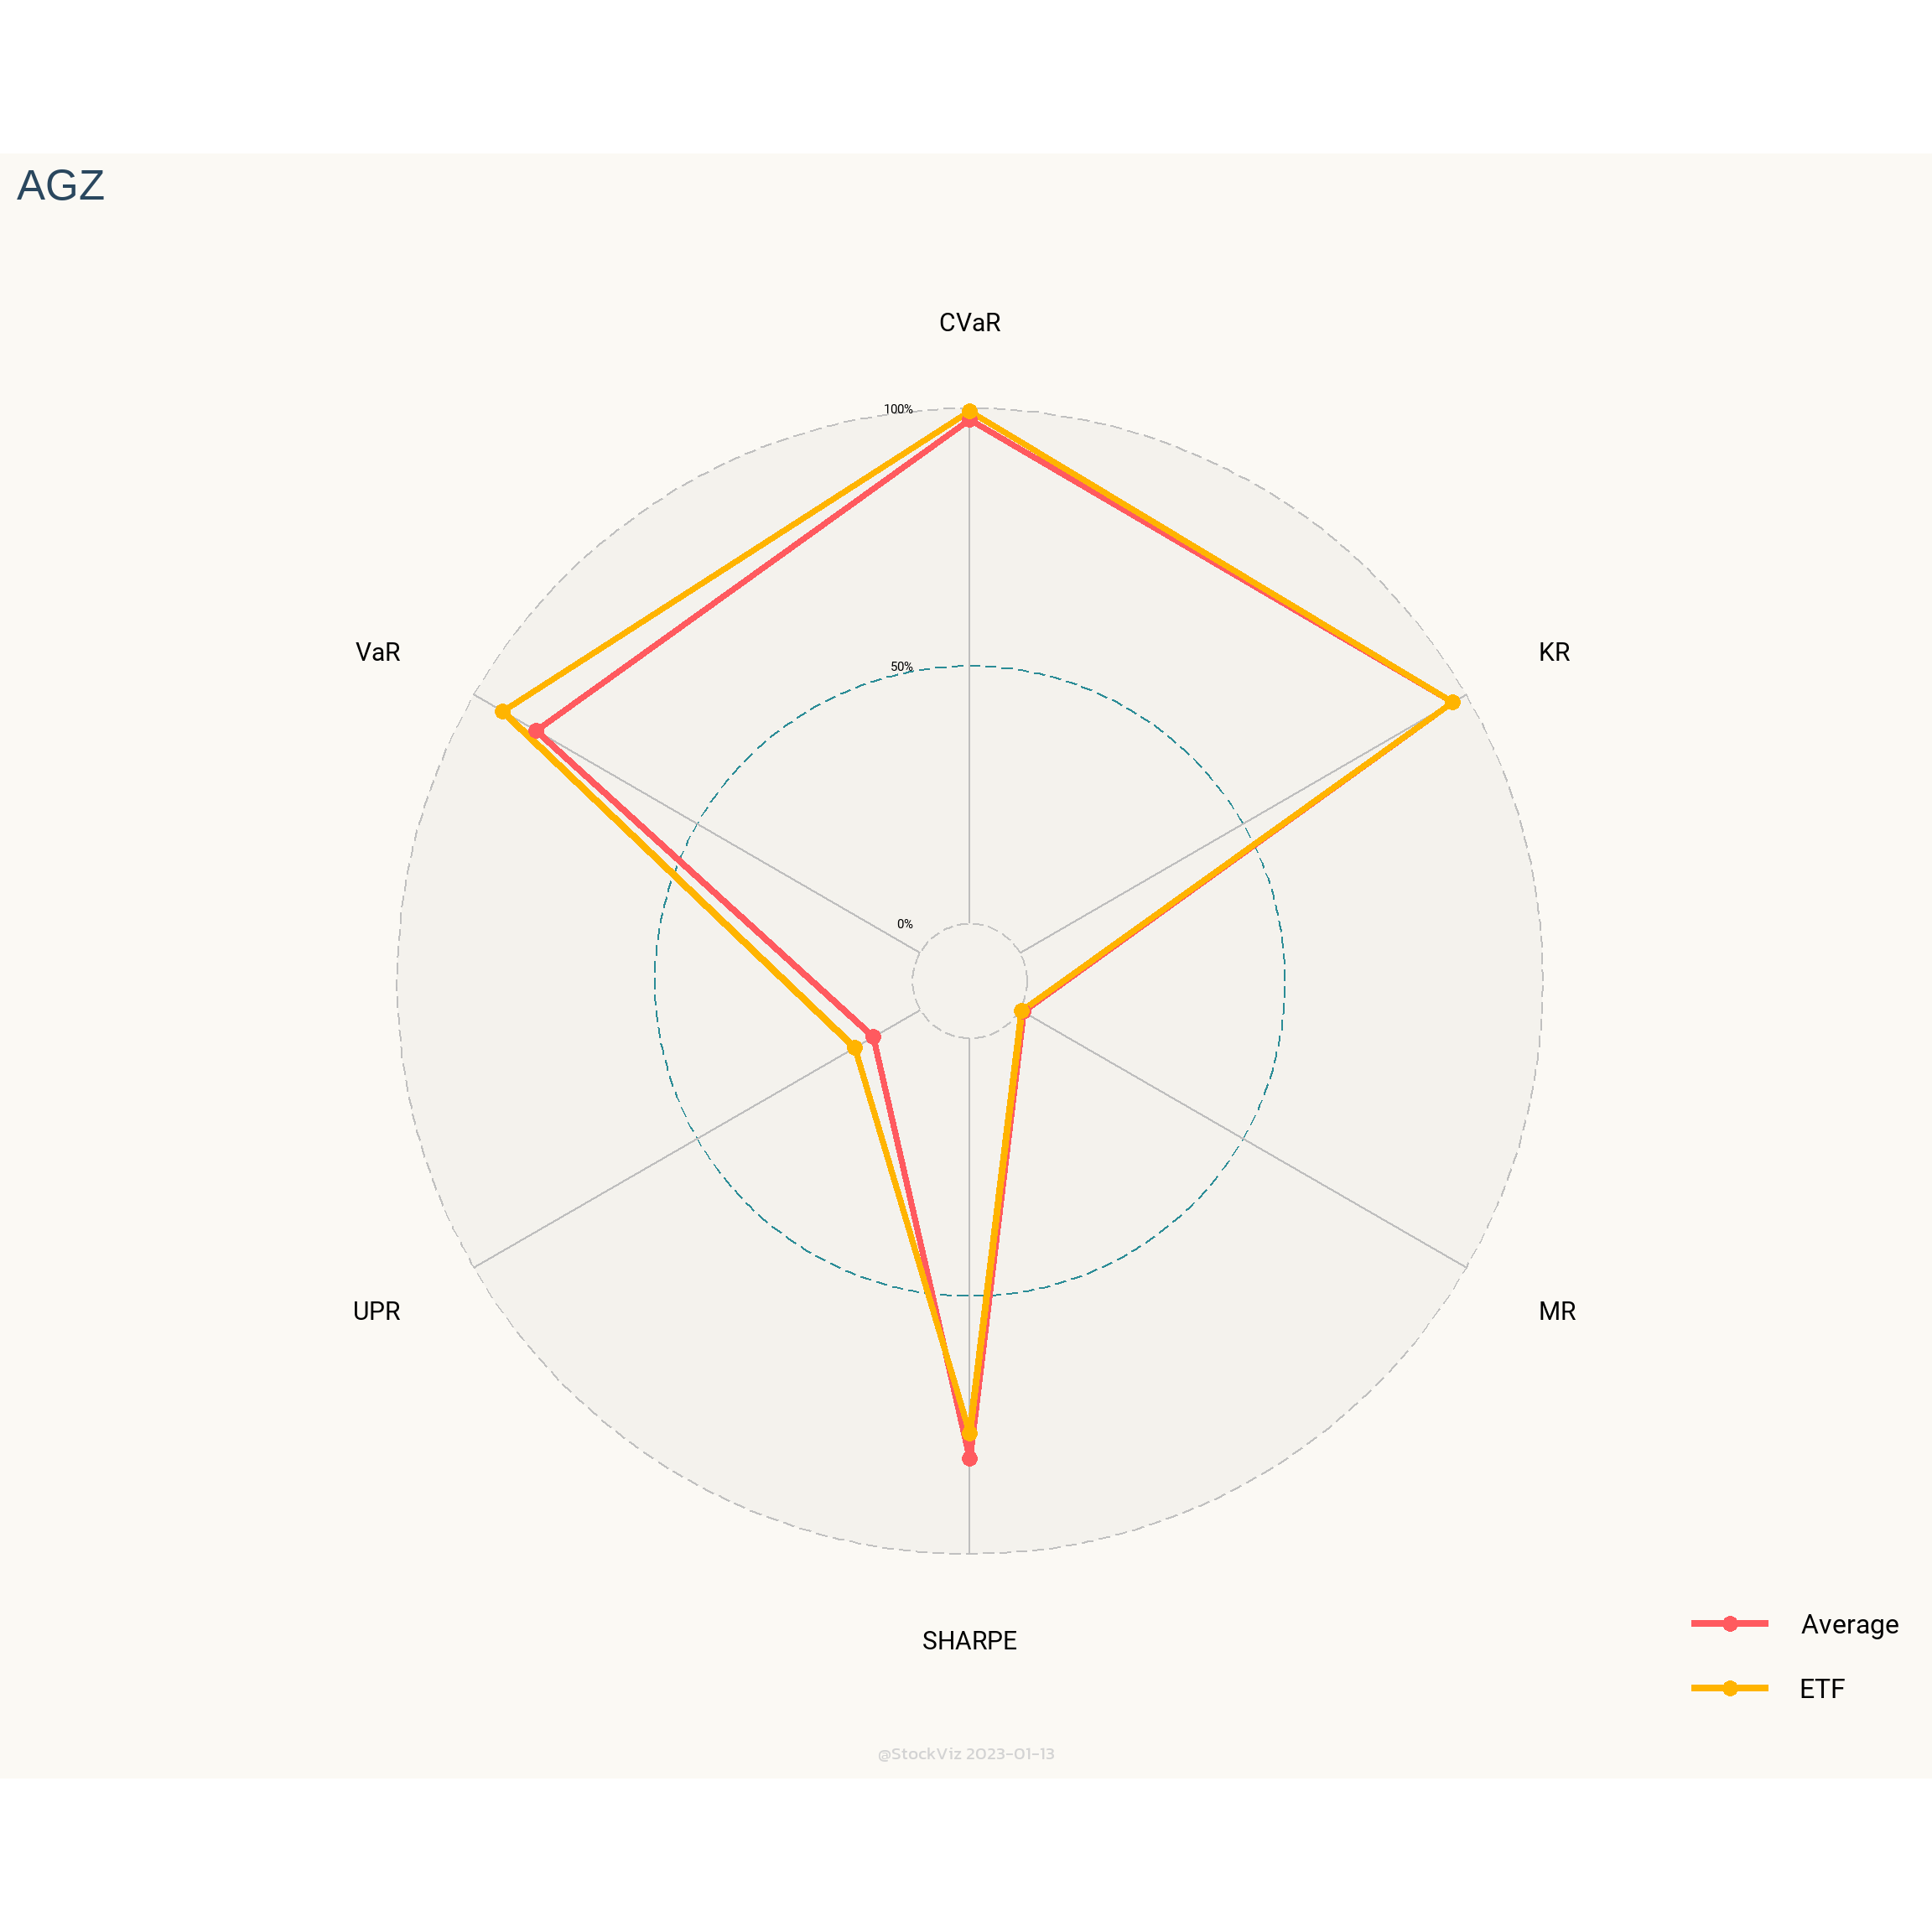 AGZ
CVaR
100%
VaR
KR
50%
0%
UPR
MR
SHARPE
Average
ETF
@StockViz 2023-01-13